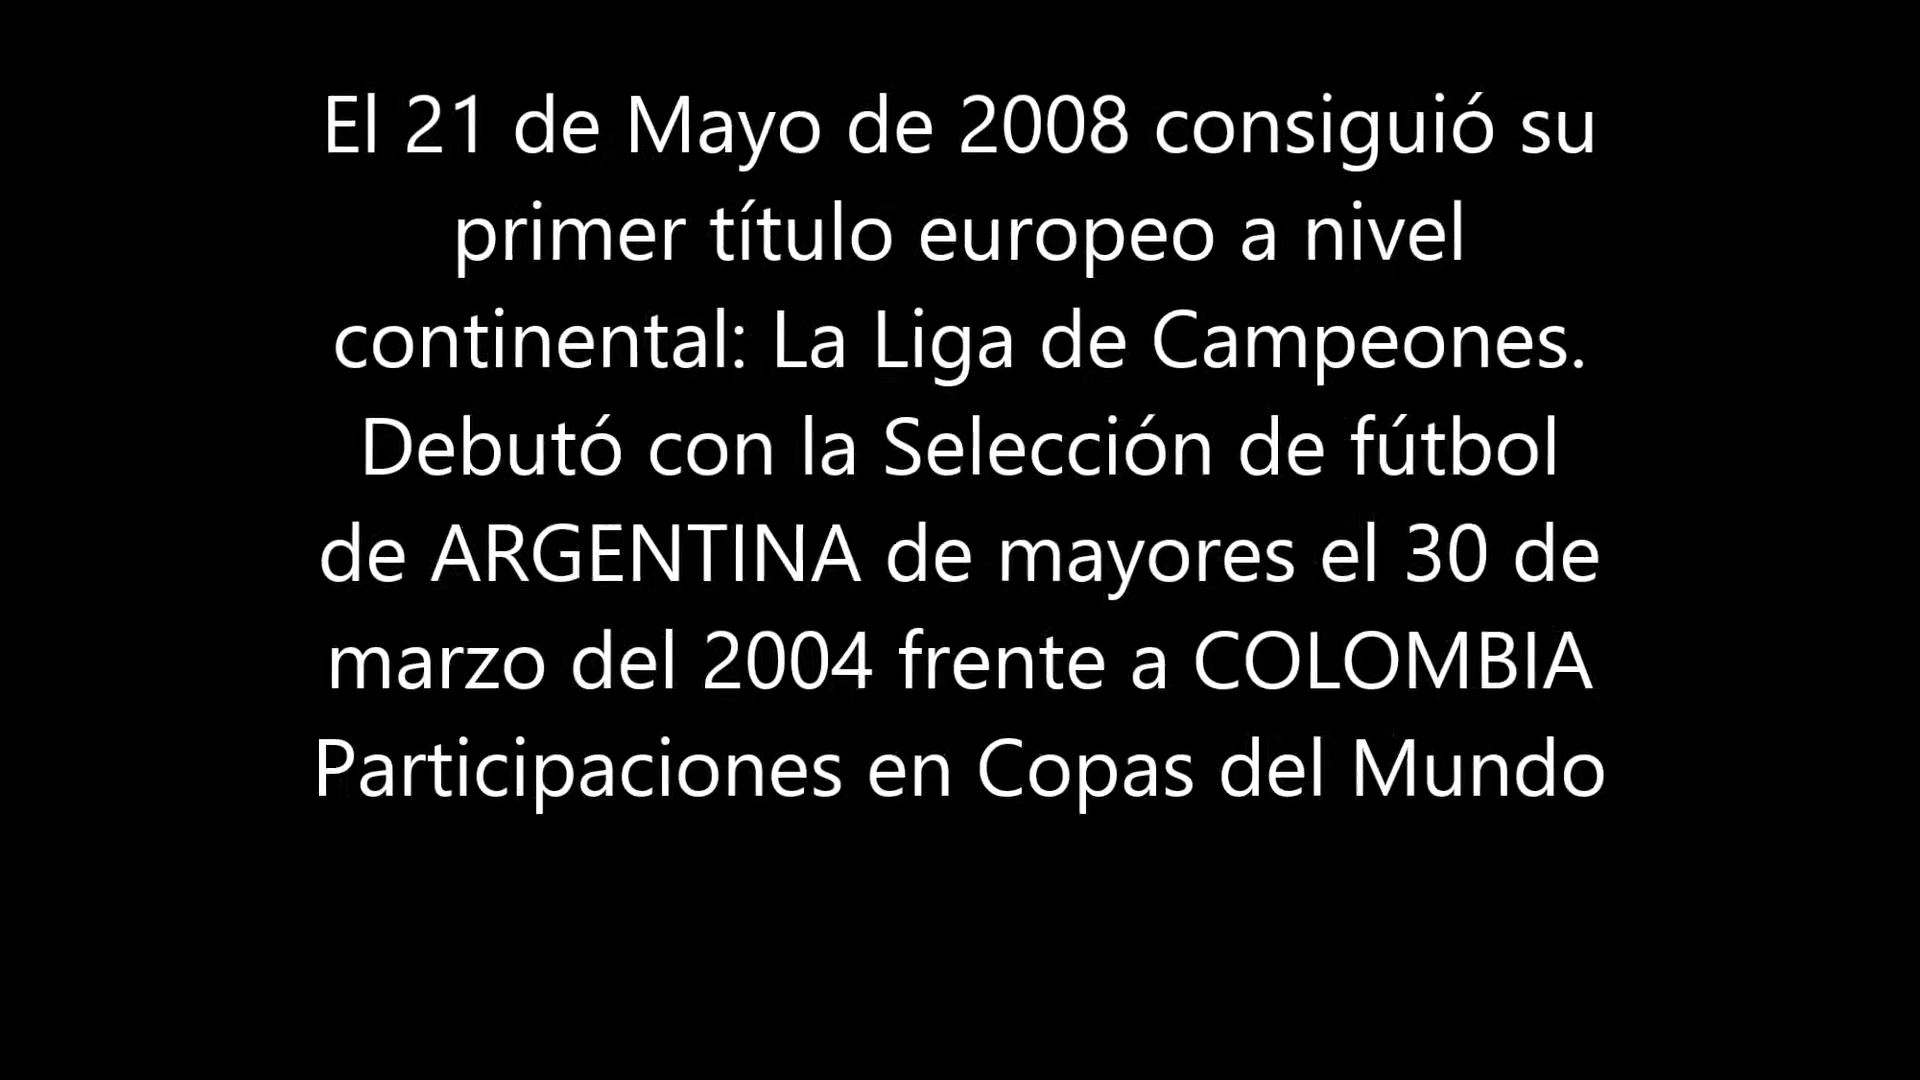 El 21 de Mayo de 2008 consiguió su
primer título europeo a nivel
continental: La Liga de Campeones.
Debutó con la Selección de fútbol
de ARGENTINA de mayores el 30 de
marzo del 2004 frente a COLOMBIA
Participaciones en Copas del Mundo